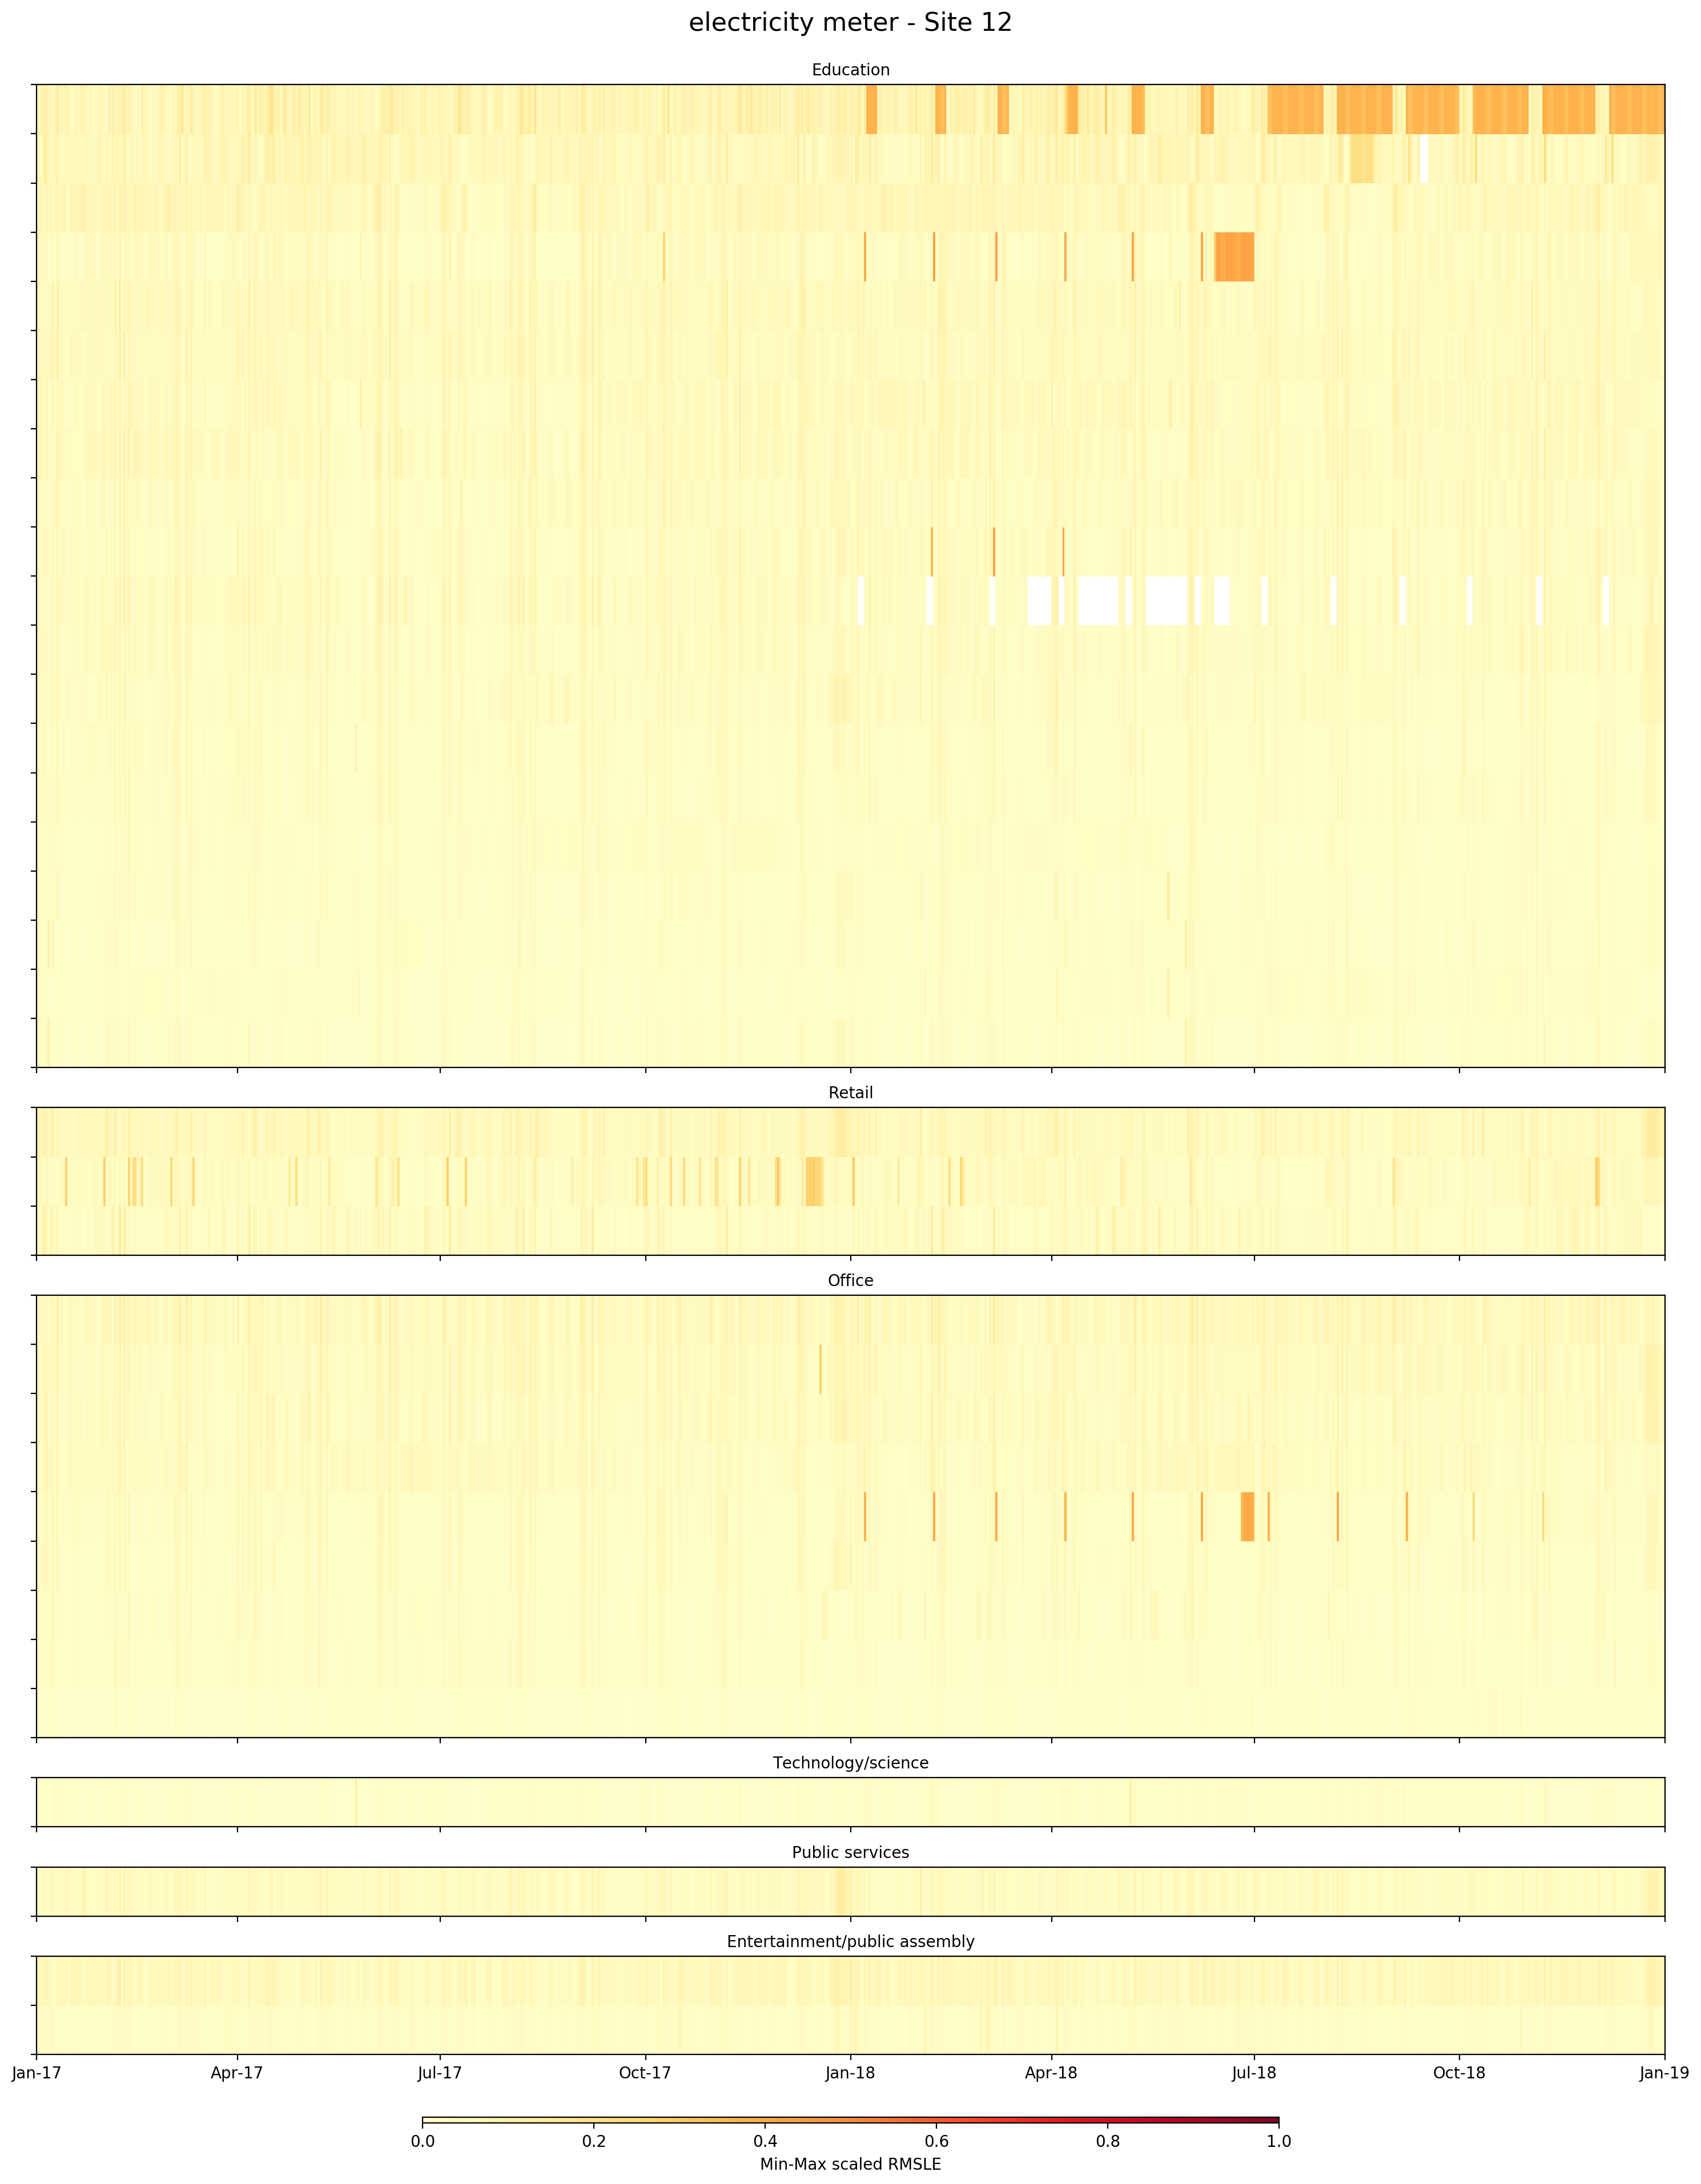 electricity meter - Site 12
Education
Retail
Office
Technology/science
Public services
Entertainment/public assembly
Jan-17 Apr-17 Jul-17 Oct-17 Jan-18 Apr-18 Jul-18 Oct-18 Jan-19
0.0 0.2 0.4 0.6 0.8 1.0
Min-Max scaled RMSLE